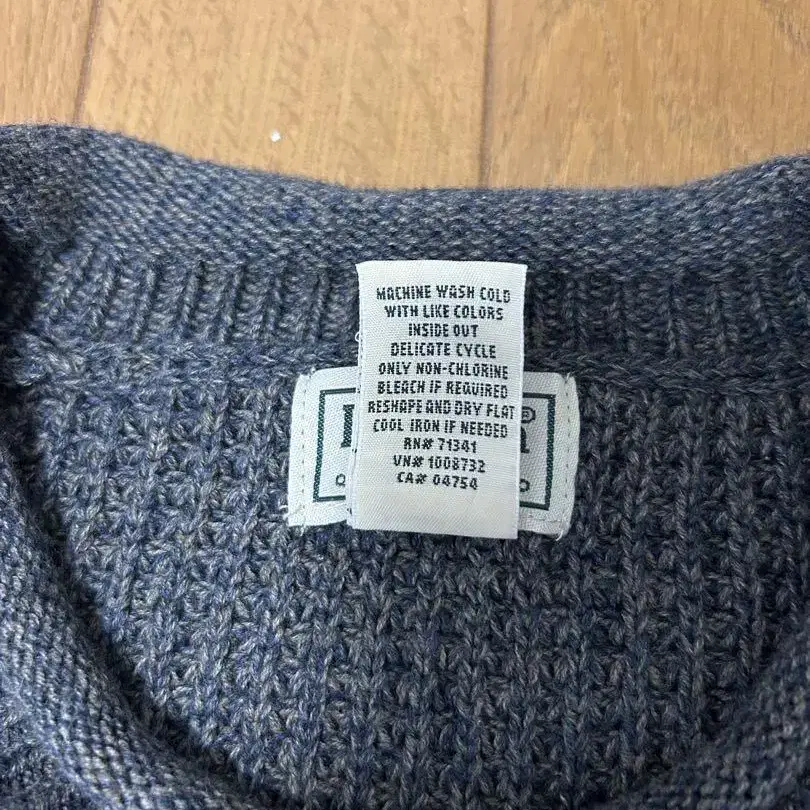 MACHINE WASH COLD
WITH LIKE COLORS
INSIDE OUT
DELICATE CYCLE
ONLY NON-CHLORINE
BLEACH IF REQUIRED
RESHAPE AND DRY FLAT
COOL IRON IF NEEDED
RN# 71341
VN# 1008732
CA# 04754